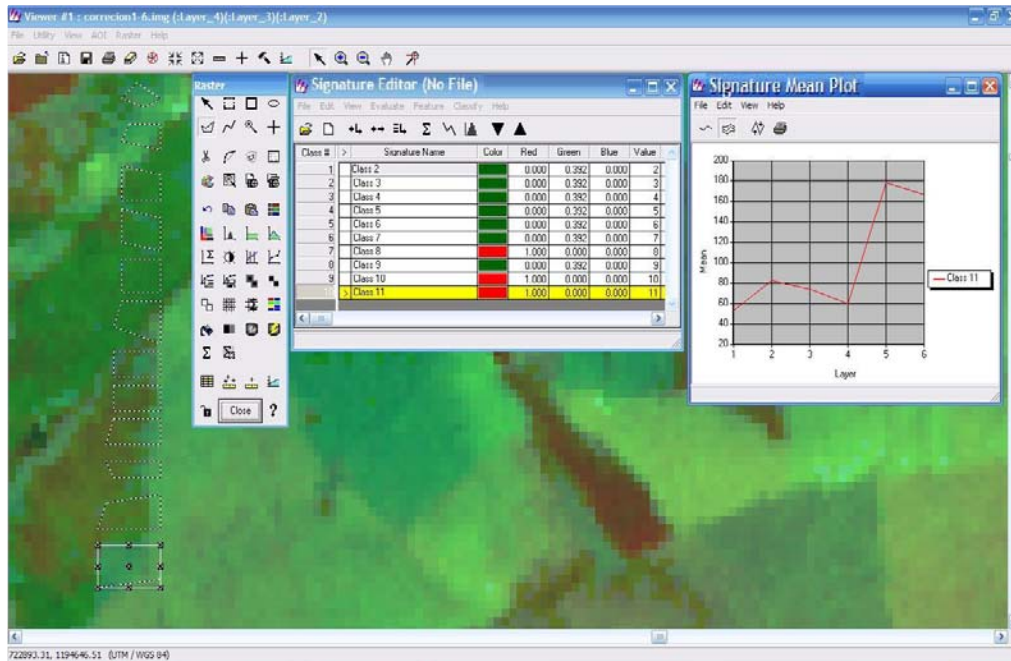 Viewer #1 : correcion1-6.img (:Layer_4)(:Layer_3)(:Layer_2)
File Utility View AOI Raster Help
Raster
Close ?
Signature Editor (No File)
File Edit View Evaluate Feature Classify Help
Class # > Signature Name Color Red Green Blue Value
1 Class 2 0.000 0.392 0.000 2
2 Class 3 0.000 0.392 0.000 3
3 Class 4 0.000 0.392 0.000 4
4 Class 5 0.000 0.392 0.000 5
5 Class 6 0.000 0.392 0.000 6
6 Class 7 0.000 0.392 0.000 7
7 Class 8 1.000 0.000 0.000 8
8 Class 9 0.000 0.392 0.000 9
9 Class 10 1.000 0.000 0.000 10
> Class 11 1.000 0.000 0.000 11
Signature Mean Plot
File Edit View Help
200
180
160
140
120
100
80
60
40
20
Mean
1 2 3 4 5 6
Layer
Class 11
722893.31, 1194646.51 (UTM / WGS 84)